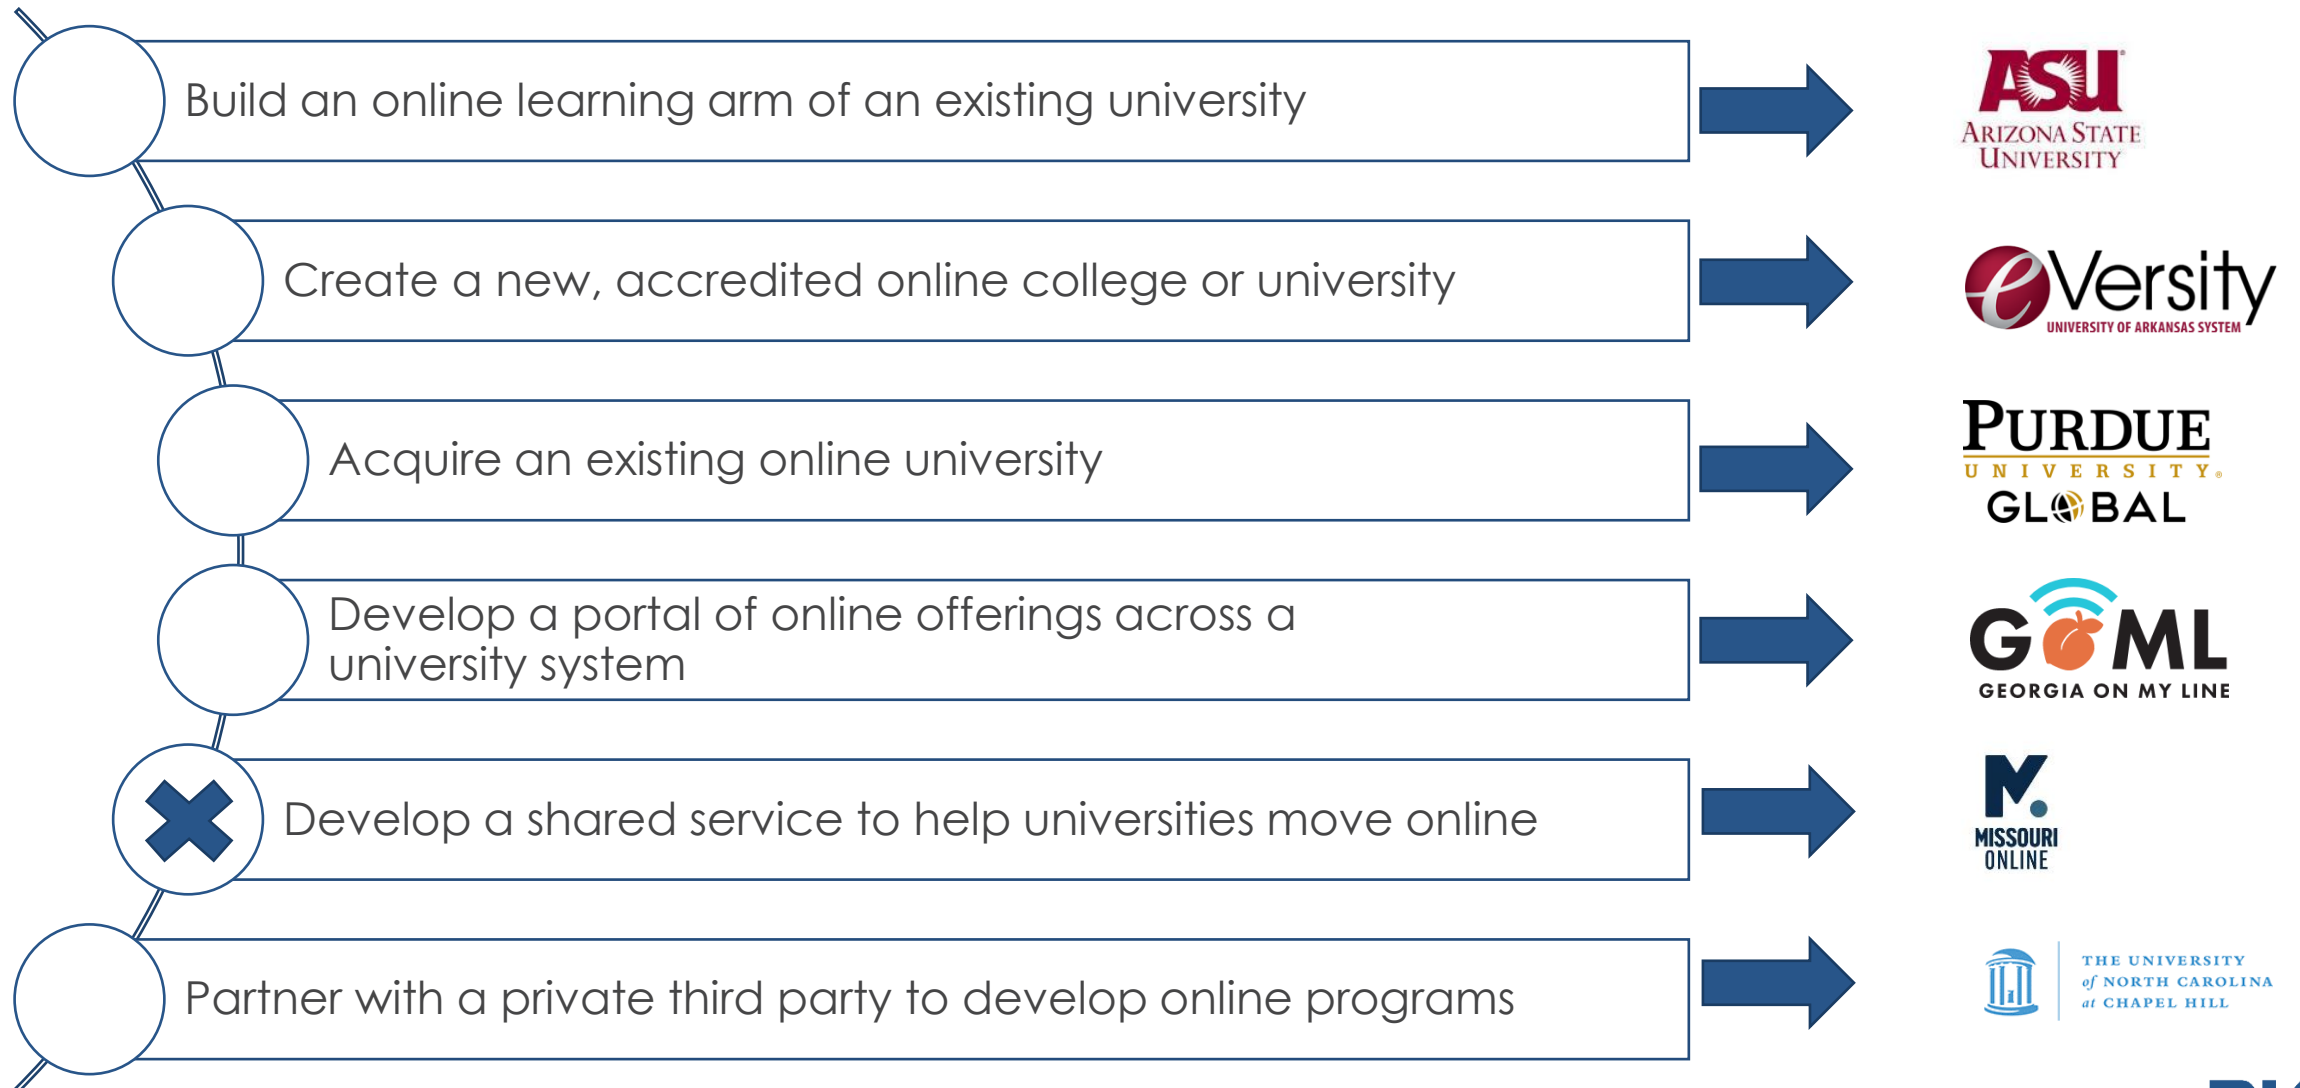 Build an online learning arm of an existing university
ASU
ARIZONA STATE
UNIVERSITY
Create a new, accredited online college or university
eVersity
UNIVERSITY OF ARKANSAS SYSTEM
Acquire an existing online university
PURDUE
UNIVERSITY®
GLOBAL
Develop a portal of online offerings across a
university system
GOML
GEORGIA ON MY LINE
Develop a shared service to help universities move online
M.
MISSOURI
ONLINE
Partner with a private third party to develop online programs
THE UNIVERSITY
of NORTH CAROLINA
at CHAPEL HILL